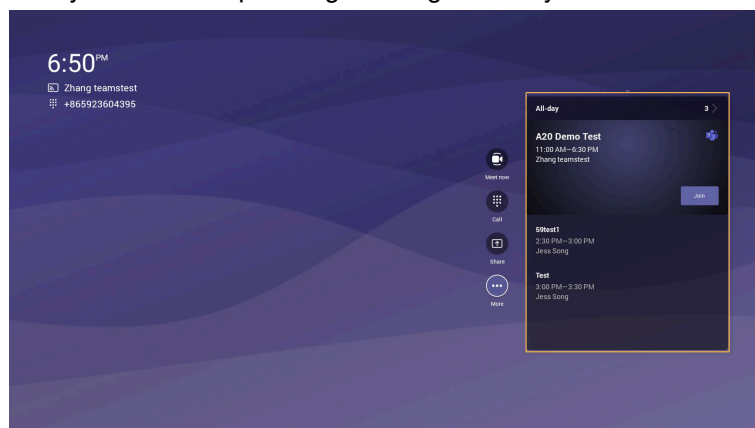 6:50 PM
Zhang teamstest
+865923604395
Meet now
Call
Share
More
All-day 3
A20 Demo Test
11:00 AM—6:30 PM
Zhang teamstest
Join
59test1
2:30 PM—3:00 PM
Jess Song
Test
3:00 PM—3:30 PM
Jess Song